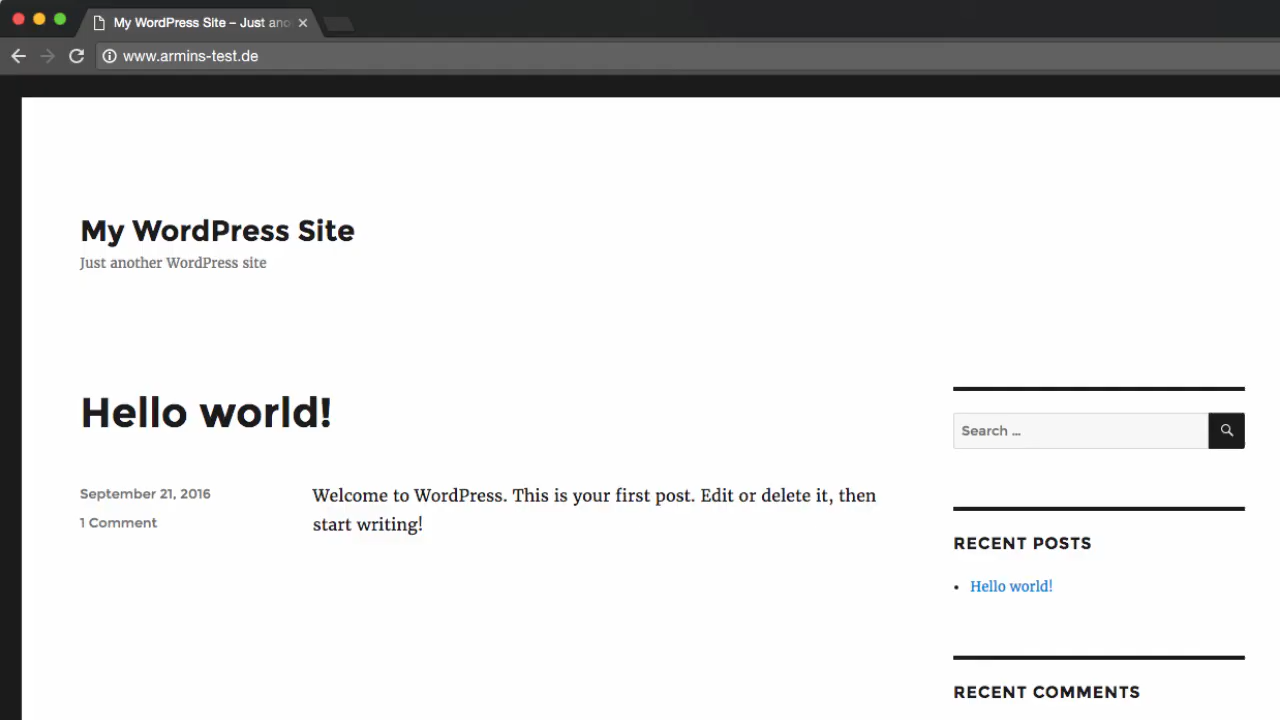 My WordPress Site – Just ano
www.armins-test.de
My WordPress Site
Just another WordPress site
Hello world!
September 21, 2016
1 Comment
Welcome to WordPress. This is your first post. Edit or delete it, then
start writing!
Search ...
RECENT POSTS
Hello world!
RECENT COMMENTS